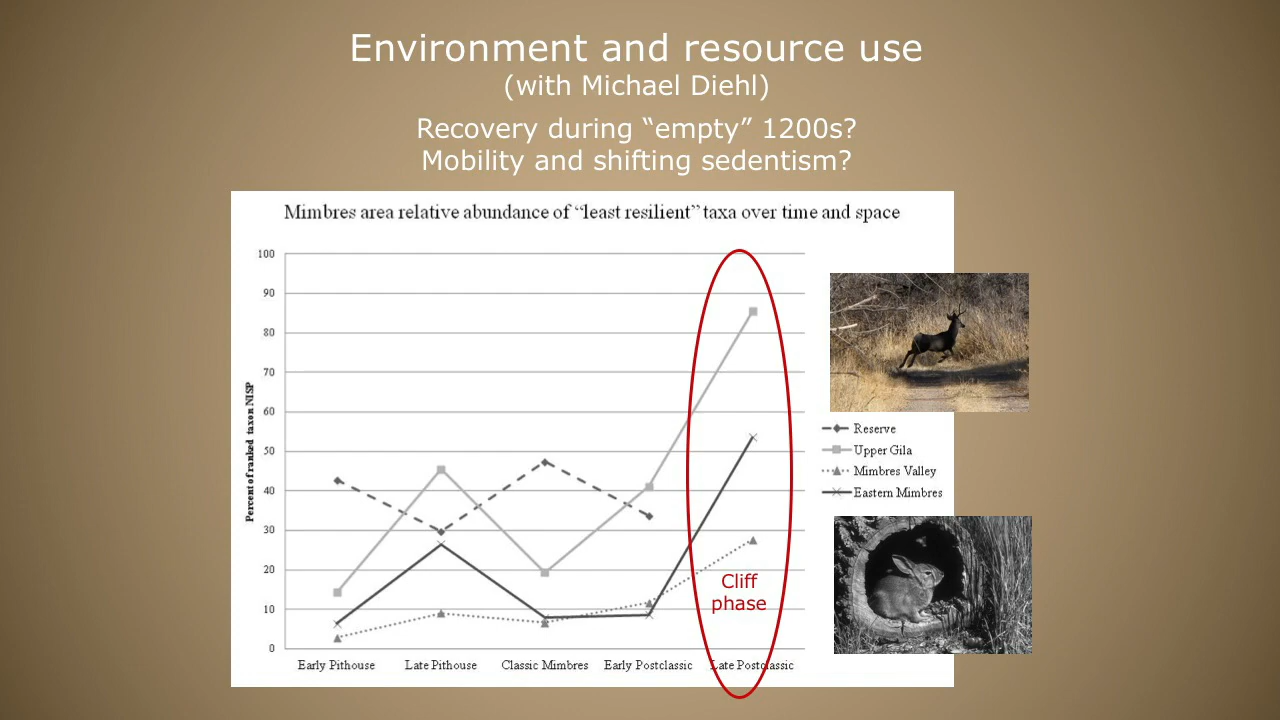 Environment and resource use
(with Michael Diehl)
Recovery during “empty” 1200s?
Mobility and shifting sedentism?
Mimbres area relative abundance of “least resilient” taxa over time and space
Percent of ranked taxon NISP
100
90
80
70
60
50
40
30
20
10
0
Early Pithouse
Late Pithouse
Classic Mimbres
Early Postclassic
Late Postclassic
Cliff
phase
Reserve
Upper Gila
Mimbres Valley
Eastern Mimbres